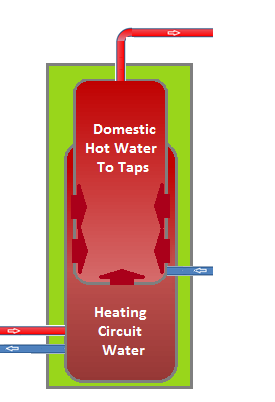 Domestic
Hot Water
To Taps
Heating
Circuit
Water